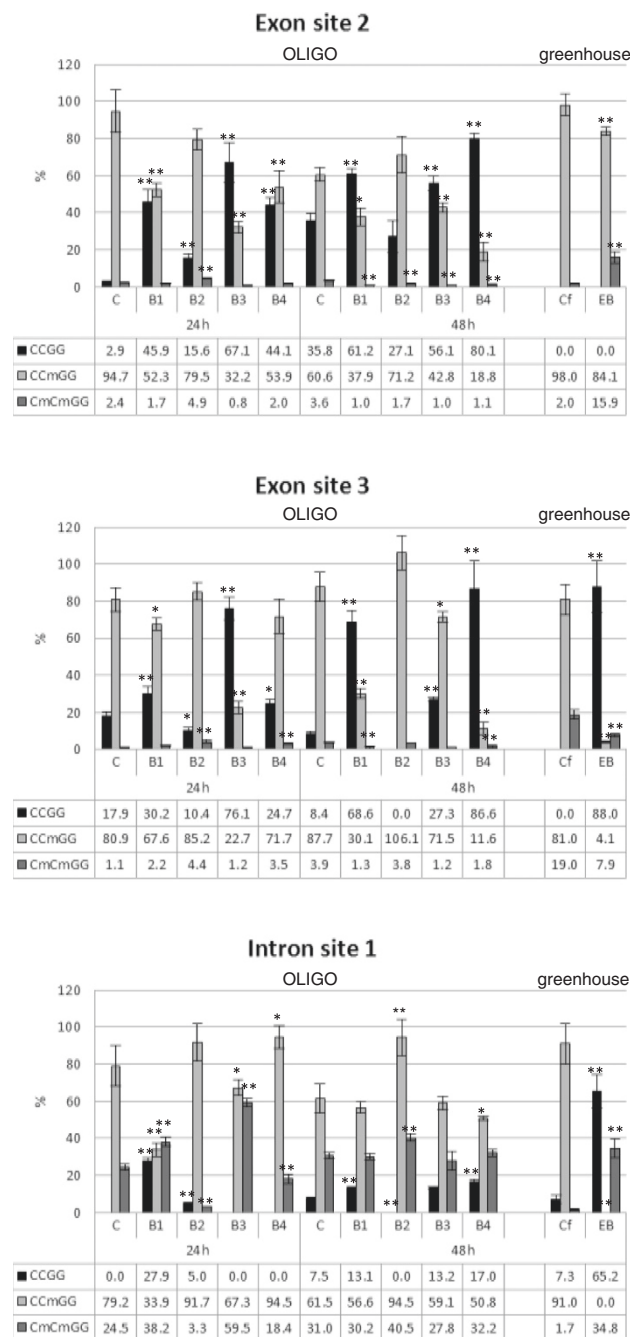 Exon site 2
OLIGO greenhouse
120
100
80
60
40
20
0
%
** ** ** ** ** ** ** ** ** * ** ** ** ** ** ** ** ** ** **
C B1 B2 B3 B4 C B1 B2 B3 B4 Cf EB
24h 48h
CCGG 2.9 45.9 15.6 67.1 44.1 35.8 61.2 27.1 56.1 80.1 0.0 0.0
CCmGG 94.7 52.3 79.5 32.2 53.9 60.6 37.9 71.2 42.8 18.8 98.0 84.1
CmCmGG 2.4 1.7 4.9 0.8 2.0 3.6 1.0 1.7 1.0 1.1 2.0 15.9
Exon site 3
OLIGO greenhouse
120
100
80
60
40
20
0
%
** * * ** ** ** * ** ** ** ** ** * ** ** ** ** ** **
C B1 B2 B3 B4 C B1 B2 B3 B4 Cf EB
24h 48h
CCGG 17.9 30.2 10.4 76.1 24.7 8.4 68.6 0.0 27.3 86.6 0.0 88.0
CCmGG 80.9 67.6 85.2 22.7 71.7 87.7 30.1 106.1 71.5 11.6 81.0 4.1
CmCmGG 1.1 2.2 4.4 1.2 3.5 3.9 1.3 3.8 1.2 1.8 19.0 7.9
Intron site 1
OLIGO greenhouse
120
100
80
60
40
20
0
%
** ** ** ** ** * ** * ** ** ** ** ** ** * ** ** **
C B1 B2 B3 B4 C B1 B2 B3 B4 Cf EB
24h 48h
CCGG 0.0 27.9 5.0 0.0 0.0 7.5 13.1 0.0 13.2 17.0 7.3 65.2
CCmGG 79.2 33.9 91.7 67.3 94.5 61.5 56.6 94.5 59.1 50.8 91.0 0.0
CmCmGG 24.5 38.2 3.3 59.5 18.4 31.0 30.2 40.5 27.8 32.2 1.7 34.8